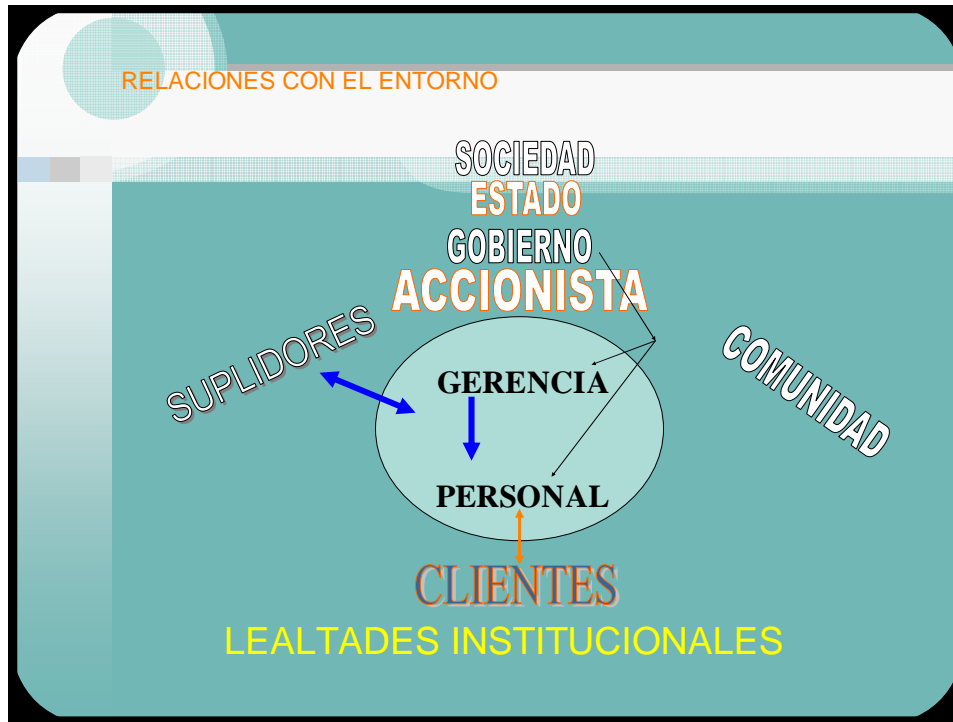 RELACIONES CON EL ENTORNO
SOCIEDAD
ESTADO
GOBIERNO
ACCIONISTA
SUPLIDORES
COMUNIDAD
GERENCIA
PERSONAL
CLIENTES
LEALTADES INSTITUCIONALES